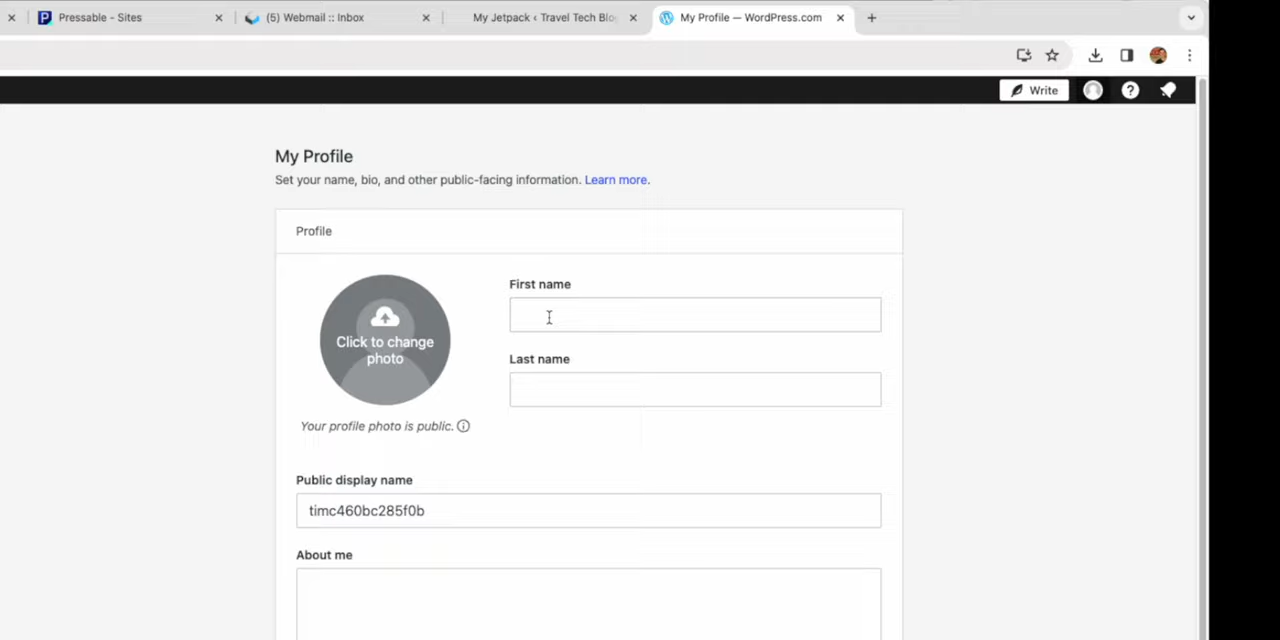 Pressable - Sites
(5) Webmail :: Inbox
My Jetpack ‹ Travel Tech Blo
My Profile — WordPress.com
Write
My Profile
Set your name, bio, and other public-facing information. Learn more.
Profile
First name
Click to change
photo
Last name
Your profile photo is public.
Public display name
timc460bc285f0b
About me